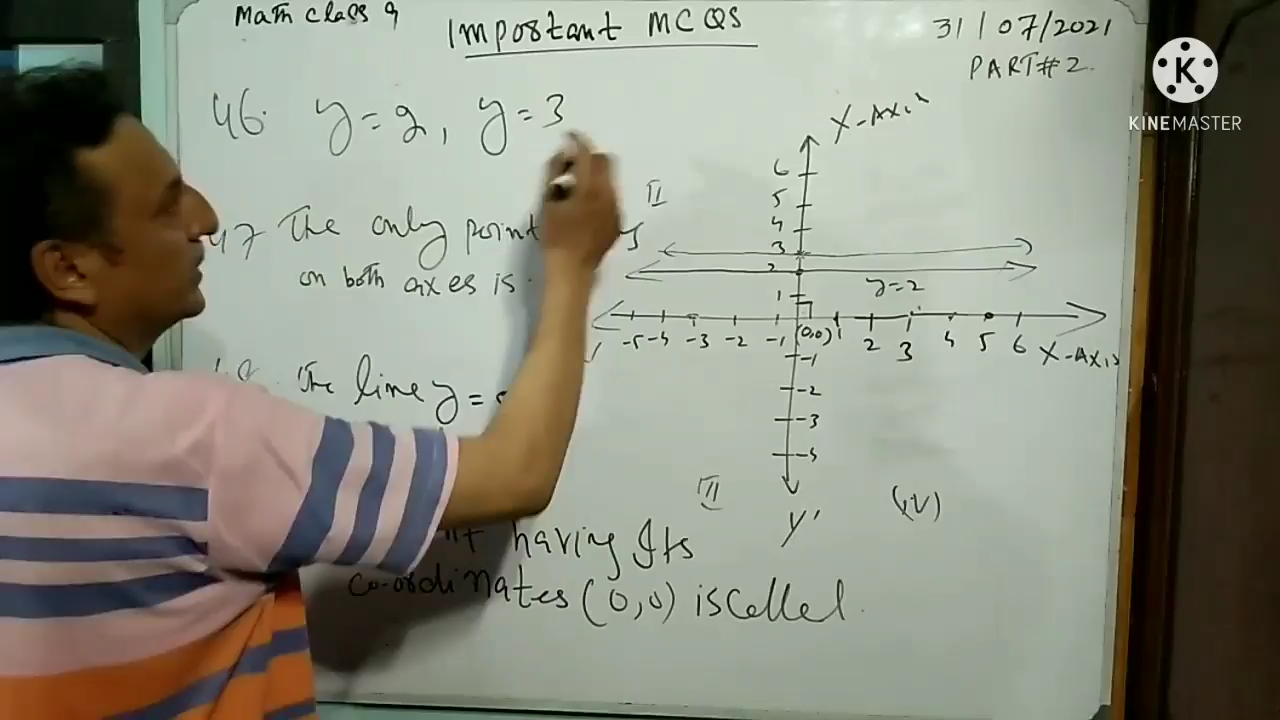 Math class 9
Important MCQS
31/07/2021
PART#2
KINEMASTER
46. y=2, y=3
47 The only point
on both axes is
The line y=
having Its
co-ordinates (0,0) is Called.
X-Axis
II
6
5
4
3
2
y=2
1
-5 -4 -3 -2 -1 (0,0) 1 2 3 4 5 6 X-Axis
-1
-2
-3
II
(IV)
y'